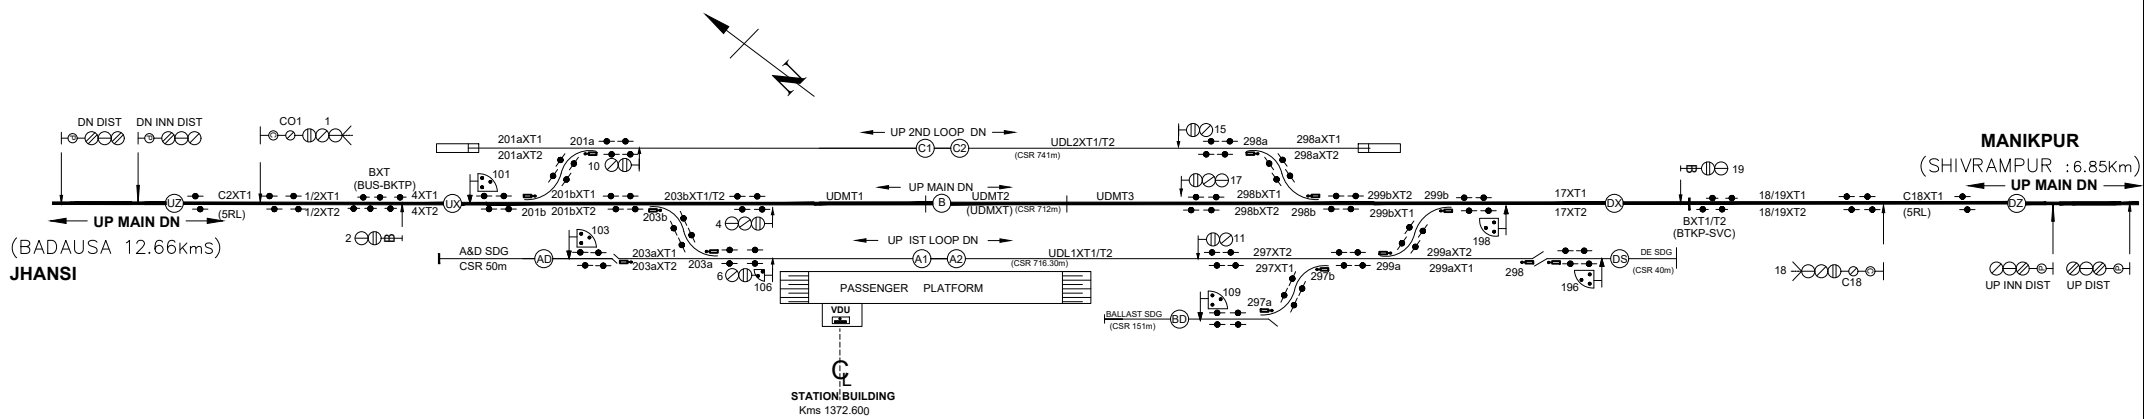 N
DN DIST
DN INN DIST
CO1
1
201aXT1
201aXT2
201a
UP 2ND LOOP DN
C1
C2
UDL2XT1/T2
(CSR 741m)
15
298a
298aXT1
298aXT2
MANIKPUR
(SHIVRAMPUR :6.85Km)
UP MAIN DN
BXT
(BUS-BKTP)
101
10
19
B
UZ
C2XT1
(5RL)
1/2XT1
1/2XT2
4XT1
4XT2
UX
201b
201bXT1
201bXT2
203bXT1/T2
203b
UP MAIN DN
UDMT1
B
UDMT2
(UDMXT)
(CSR 712m)
UDMT3
17
298bXT1
298bXT2
298b
299bXT2
299bXT1
299b
17XT1
17XT2
DX
BXT1/T2
(BTKP-SVC)
18/19XT1
18/19XT2
C18XT1
(5RL)
DZ
UP MAIN DN
(BADAUSA 12.66KmS)
JHANSI
2
B
4
198
A&D SDG
CSR 50m
AD
103
203aXT1
203aXT2
203a
6
106
UP IST LOOP DN
A1
A2
UDL1XT1/T2
(CSR 716.30m)
11
297XT2
297XT1
297b
299a
299aXT2
299aXT1
298
196
DS
DE SDG
(CSR 40m)
18
C18
UP INN DIST
UP DIST
PASSENGER PLATFORM
VDU
BALLAST SDG
(CSR 151m)
BD
109
297a
CL
STATION BUILDING
Kms 1372.600